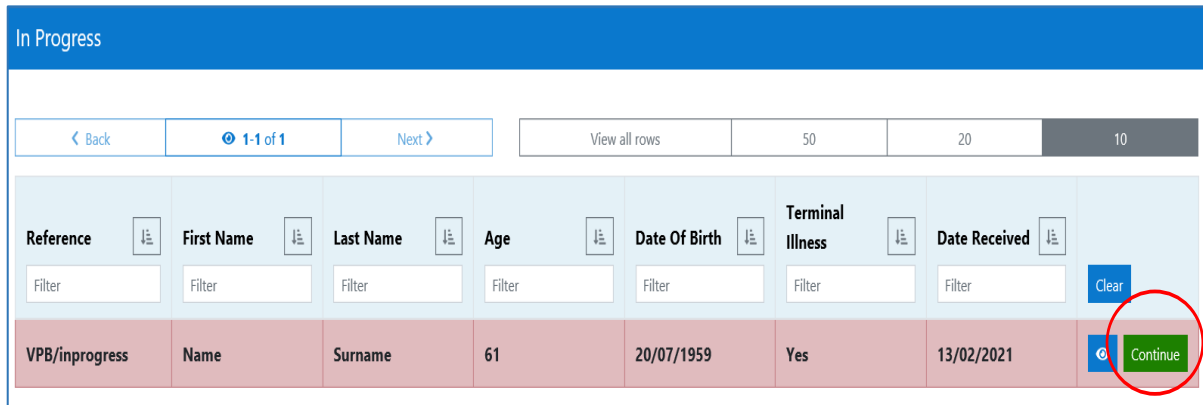 In Progress
Back 1-1 of 1 Next View all rows 50 20 10
Terminal
Reference First Name Last Name Age Date Of Birth Illness Date Received
Filter Filter Filter Filter Filter Filter Filter Clear
VPB/inprogress Name Surname 61 20/07/1959 Yes 13/02/2021 Continue